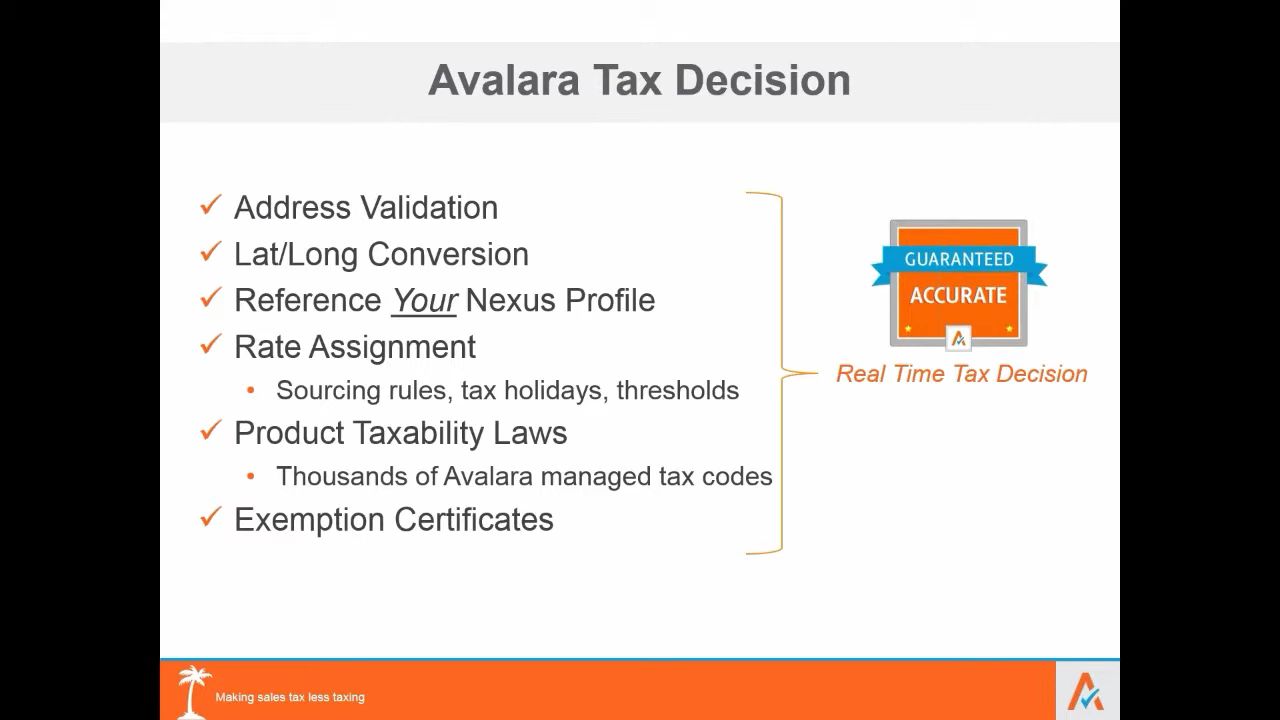 Avalara Tax Decision
Address Validation
Lat/Long Conversion
Reference Your Nexus Profile
Rate Assignment
Sourcing rules, tax holidays, thresholds
Product Taxability Laws
Thousands of Avalara managed tax codes
Exemption Certificates
GUARANTEED
ACCURATE
Real Time Tax Decision
Making sales tax less taxing